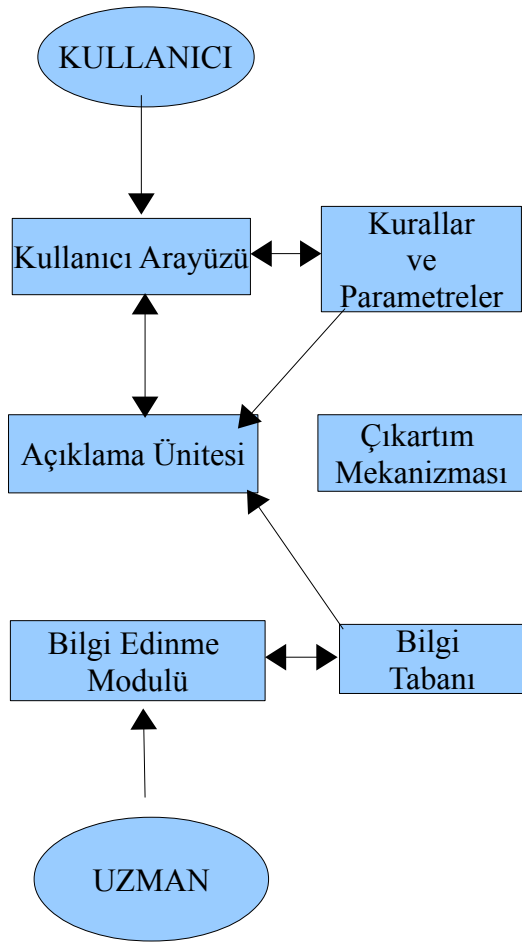 KULLANICI
Kullanıcı Arayüzü
Kurallar
ve
Parametreler
Açıklama Ünitesi
Çıkartım
Mekanizması
Bilgi Edinme
Modulü
Bilgi
Tabanı
UZMAN